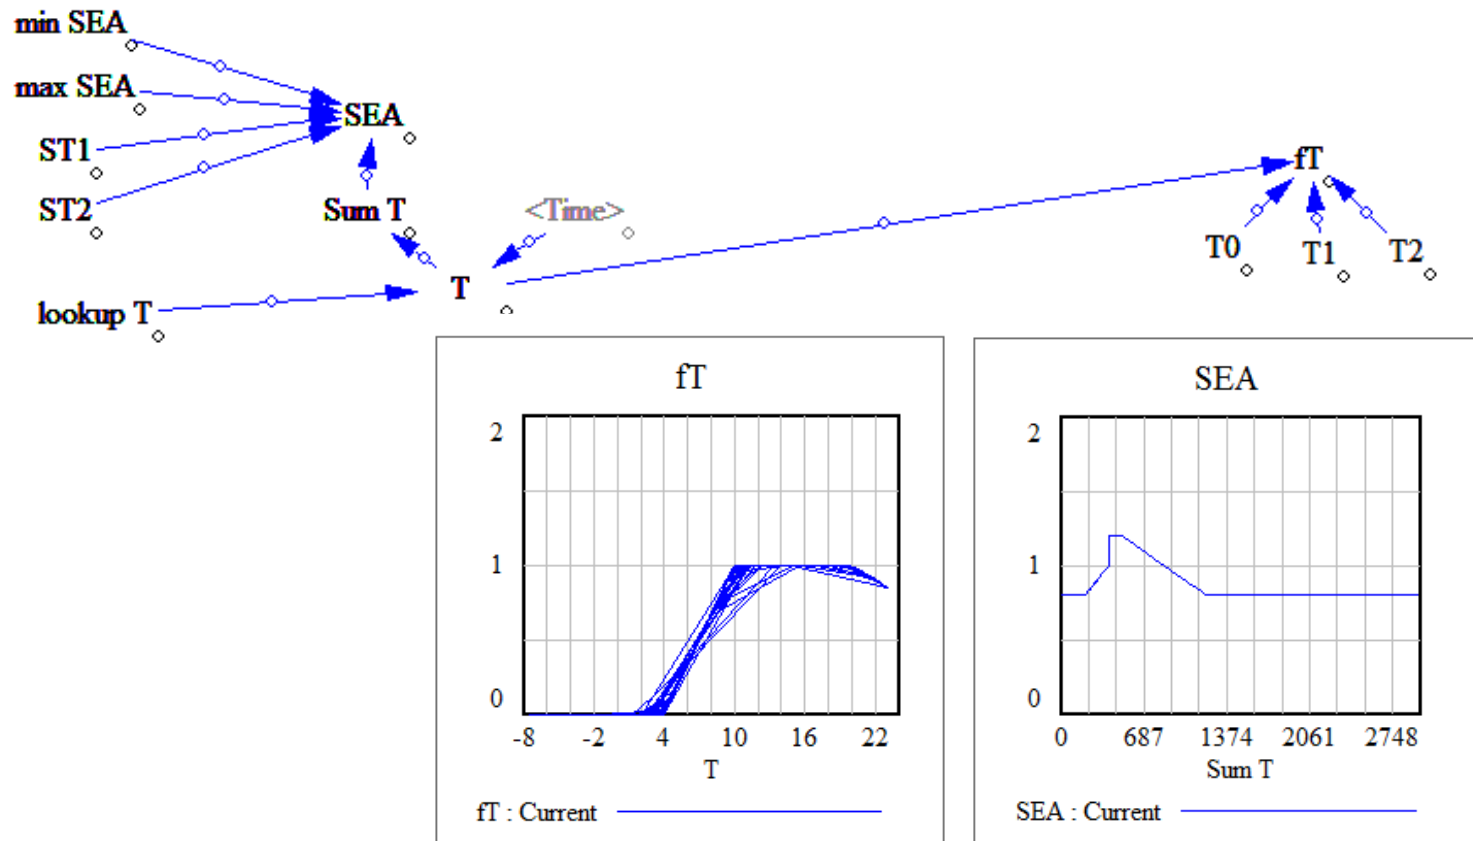 min SEA
max SEA
SEA
ST1
fT
ST2
Sum T
<Time>
T0
T1
T2
T
lookup T
fT
2
1
0
-8 -2 4 10 16 22
T
fT : Current
SEA
2
1
0
0 687 1374 2061 2748
Sum T
SEA : Current